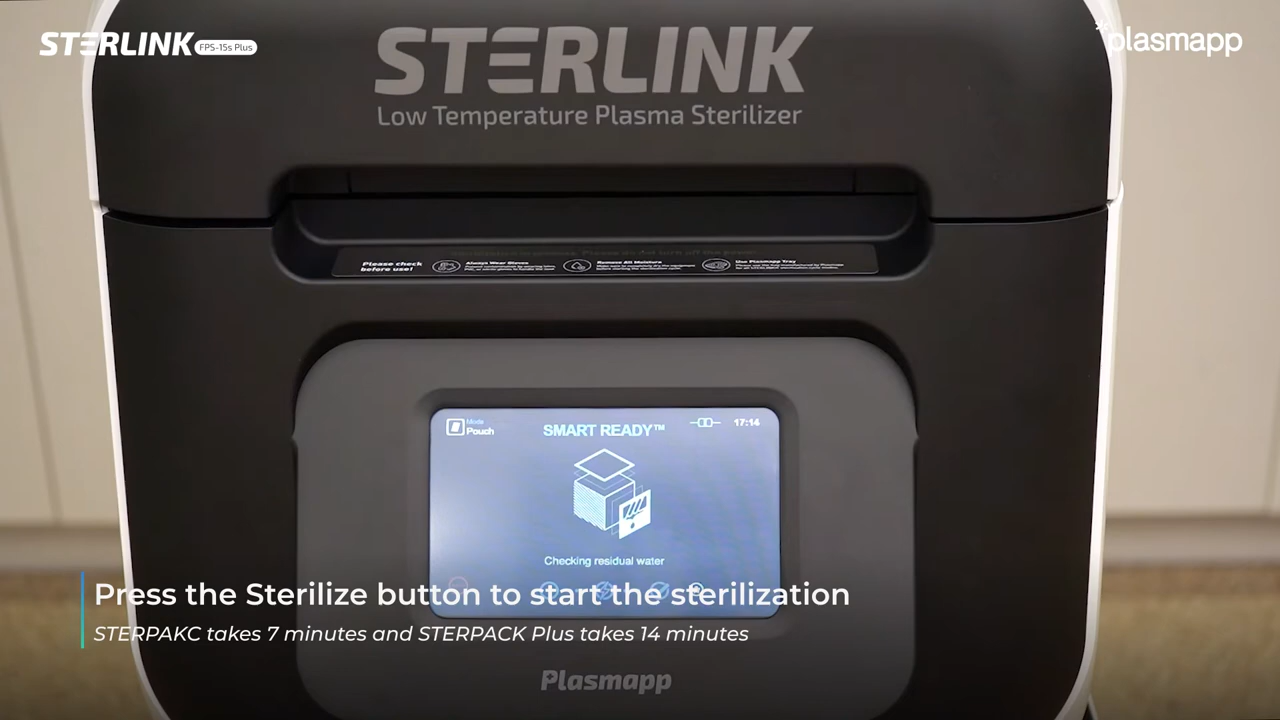 STERLINK FPS-15s Plus
*plasmapp
STERLINK
Low Temperature Plasma Sterilizer
Please check
before use!
Always Wear Gloves
Remove All Moisture
Use Plasmapp Tray
Mode
Pouch
SMART READY™
17:14
Checking residual water
Press the Sterilize button to start the sterilization
STERPAKC takes 7 minutes and STERPACK Plus takes 14 minutes
Plasmapp